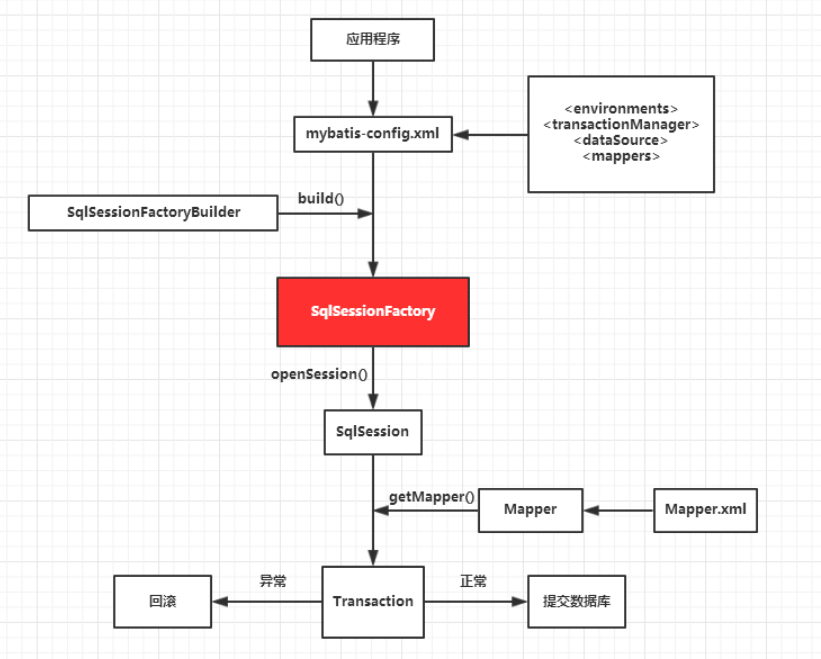 应用程序
<environments>
<transactionManager>
<dataSource>
<mappers>
mybatis-config.xml
SqlSessionFactoryBuilder
build()
SqlSessionFactory
openSession()
SqlSession
getMapper()
Mapper
Mapper.xml
异常
正常
回滚
Transaction
提交数据库